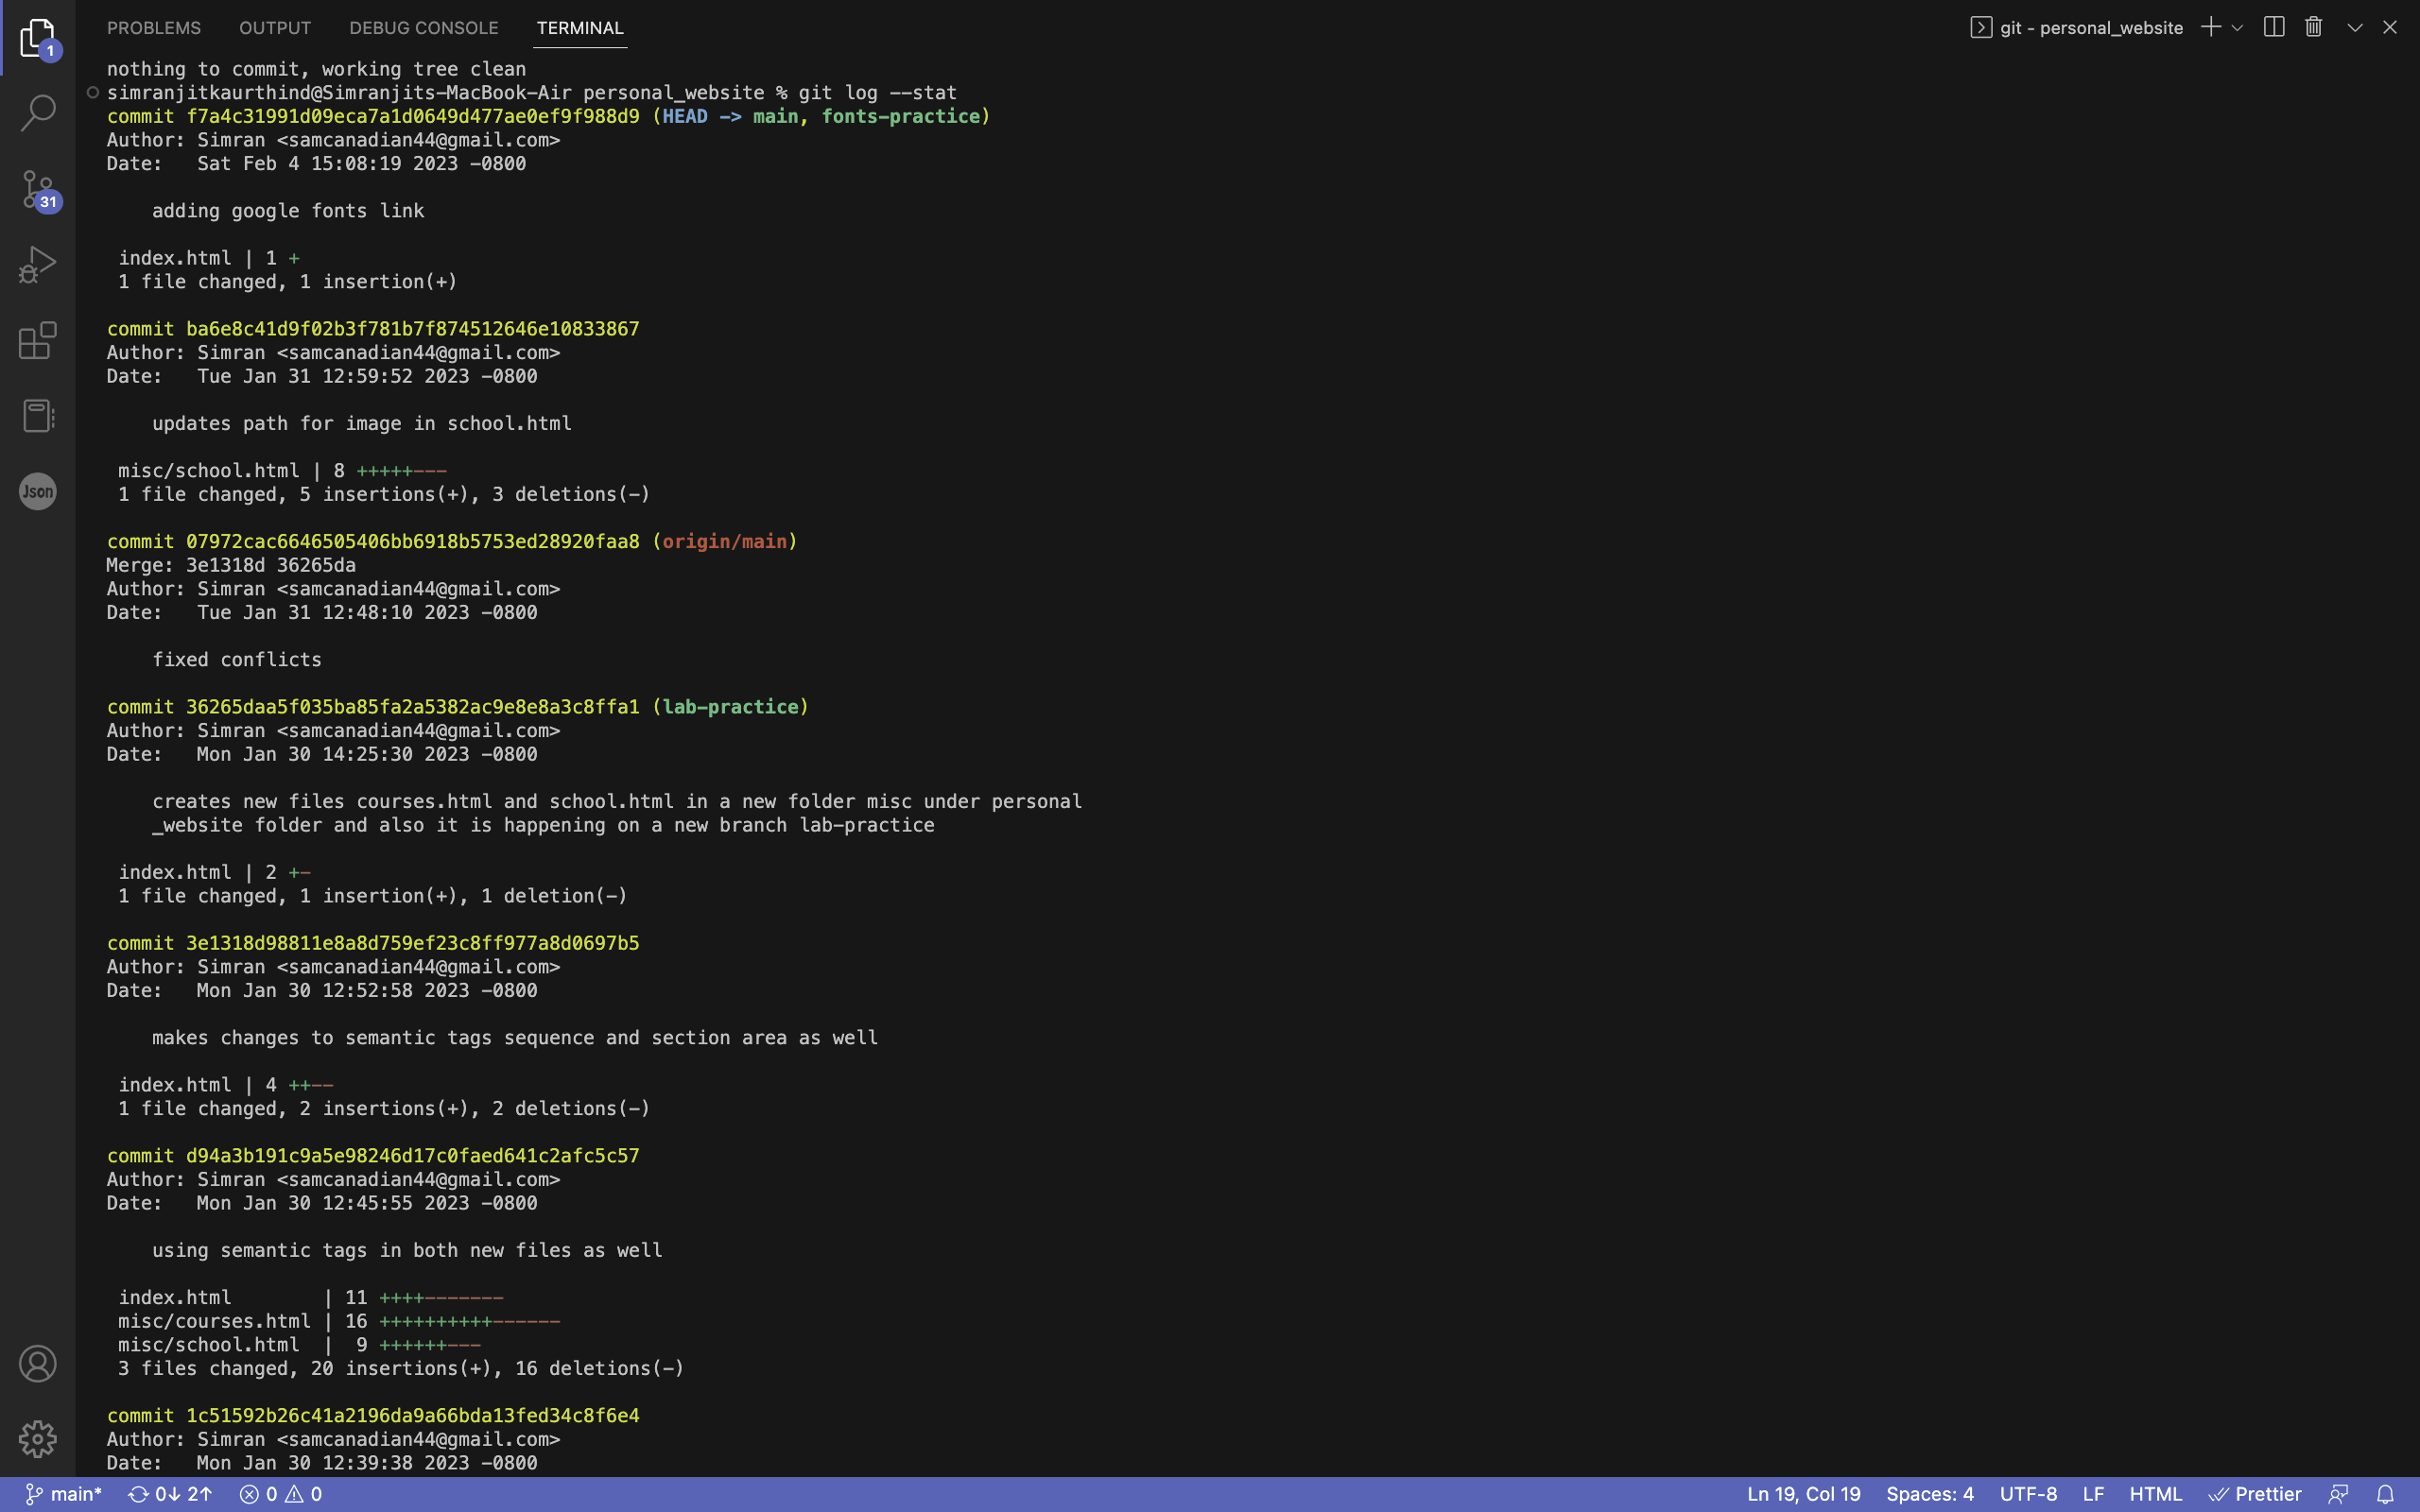 PROBLEMS OUTPUT DEBUG CONSOLE TERMINAL git - personal_website
1
nothing to commit, working tree clean
simranjitkaurthind@Simranjits-MacBook-Air personal_website % git log --stat
commit f7a4c31991d09eca7a1d0649d477ae0ef9f988d9 (HEAD -> main, fonts-practice)
Author: Simran <samcanadian44@gmail.com>
Date:   Sat Feb 4 15:08:19 2023 -0800
31
    adding google fonts link
 index.html | 1 +
 1 file changed, 1 insertion(+)
commit ba6e8c41d9f02b3f781b7f874512646e10833867
Author: Simran <samcanadian44@gmail.com>
Date:   Tue Jan 31 12:59:52 2023 -0800
    updates path for image in school.html
 misc/school.html | 8 +++++---
Json
 1 file changed, 5 insertions(+), 3 deletions(-)
commit 07972cac6646505406bb6918b5753ed28920faa8 (origin/main)
Merge: 3e1318d 36265da
Author: Simran <samcanadian44@gmail.com>
Date:   Tue Jan 31 12:48:10 2023 -0800
    fixed conflicts
commit 36265daa5f035ba85fa2a5382ac9e8e8a3c8ffa1 (lab-practice)
Author: Simran <samcanadian44@gmail.com>
Date:   Mon Jan 30 14:25:30 2023 -0800
    creates new files courses.html and school.html in a new folder misc under personal
    _website folder and also it is happening on a new branch lab-practice
 index.html | 2 +-
 1 file changed, 1 insertion(+), 1 deletion(-)
commit 3e1318d98811e8a8d759ef23c8ff977a8d0697b5
Author: Simran <samcanadian44@gmail.com>
Date:   Mon Jan 30 12:52:58 2023 -0800
    makes changes to semantic tags sequence and section area as well
 index.html | 4 ++--
 1 file changed, 2 insertions(+), 2 deletions(-)
commit d94a3b191c9a5e98246d17c0faed641c2afc5c57
Author: Simran <samcanadian44@gmail.com>
Date:   Mon Jan 30 12:45:55 2023 -0800
    using semantic tags in both new files as well
 index.html        | 11 ++++-------
 misc/courses.html | 16 ++++++++++------
 misc/school.html  |  9 ++++++---
 3 files changed, 20 insertions(+), 16 deletions(-)
commit 1c51592b26c41a2196da9a66bda13fed34c8f6e4
Author: Simran <samcanadian44@gmail.com>
Date:   Mon Jan 30 12:39:38 2023 -0800
main* 0↓ 2↑ 0 0 Ln 19, Col 19 Spaces: 4 UTF-8 LF HTML Prettier